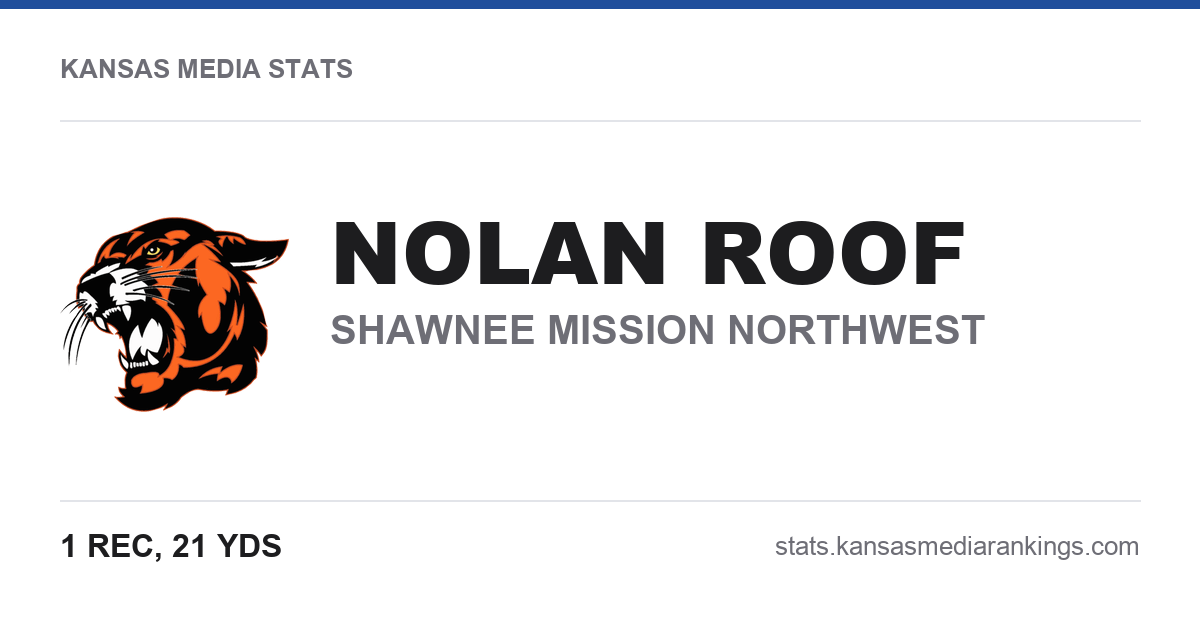 KANSAS MEDIA STATS
NOLAN ROOF
SHAWNEE MISSION NORTHWEST
1 REC, 21 YDS
stats.kansasmediarankings.com